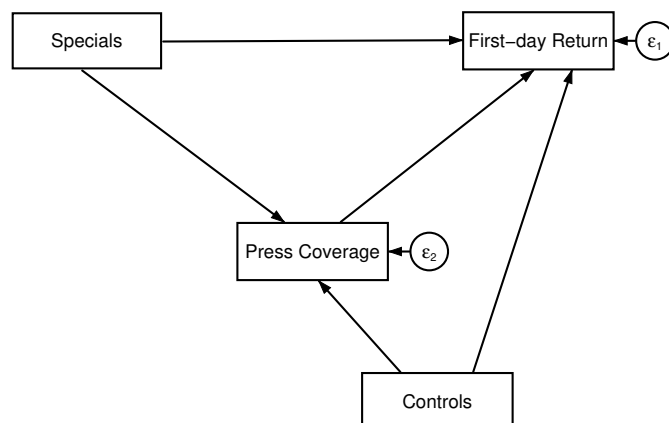 Specials
First−day Return
ε1
Press Coverage
ε2
Controls